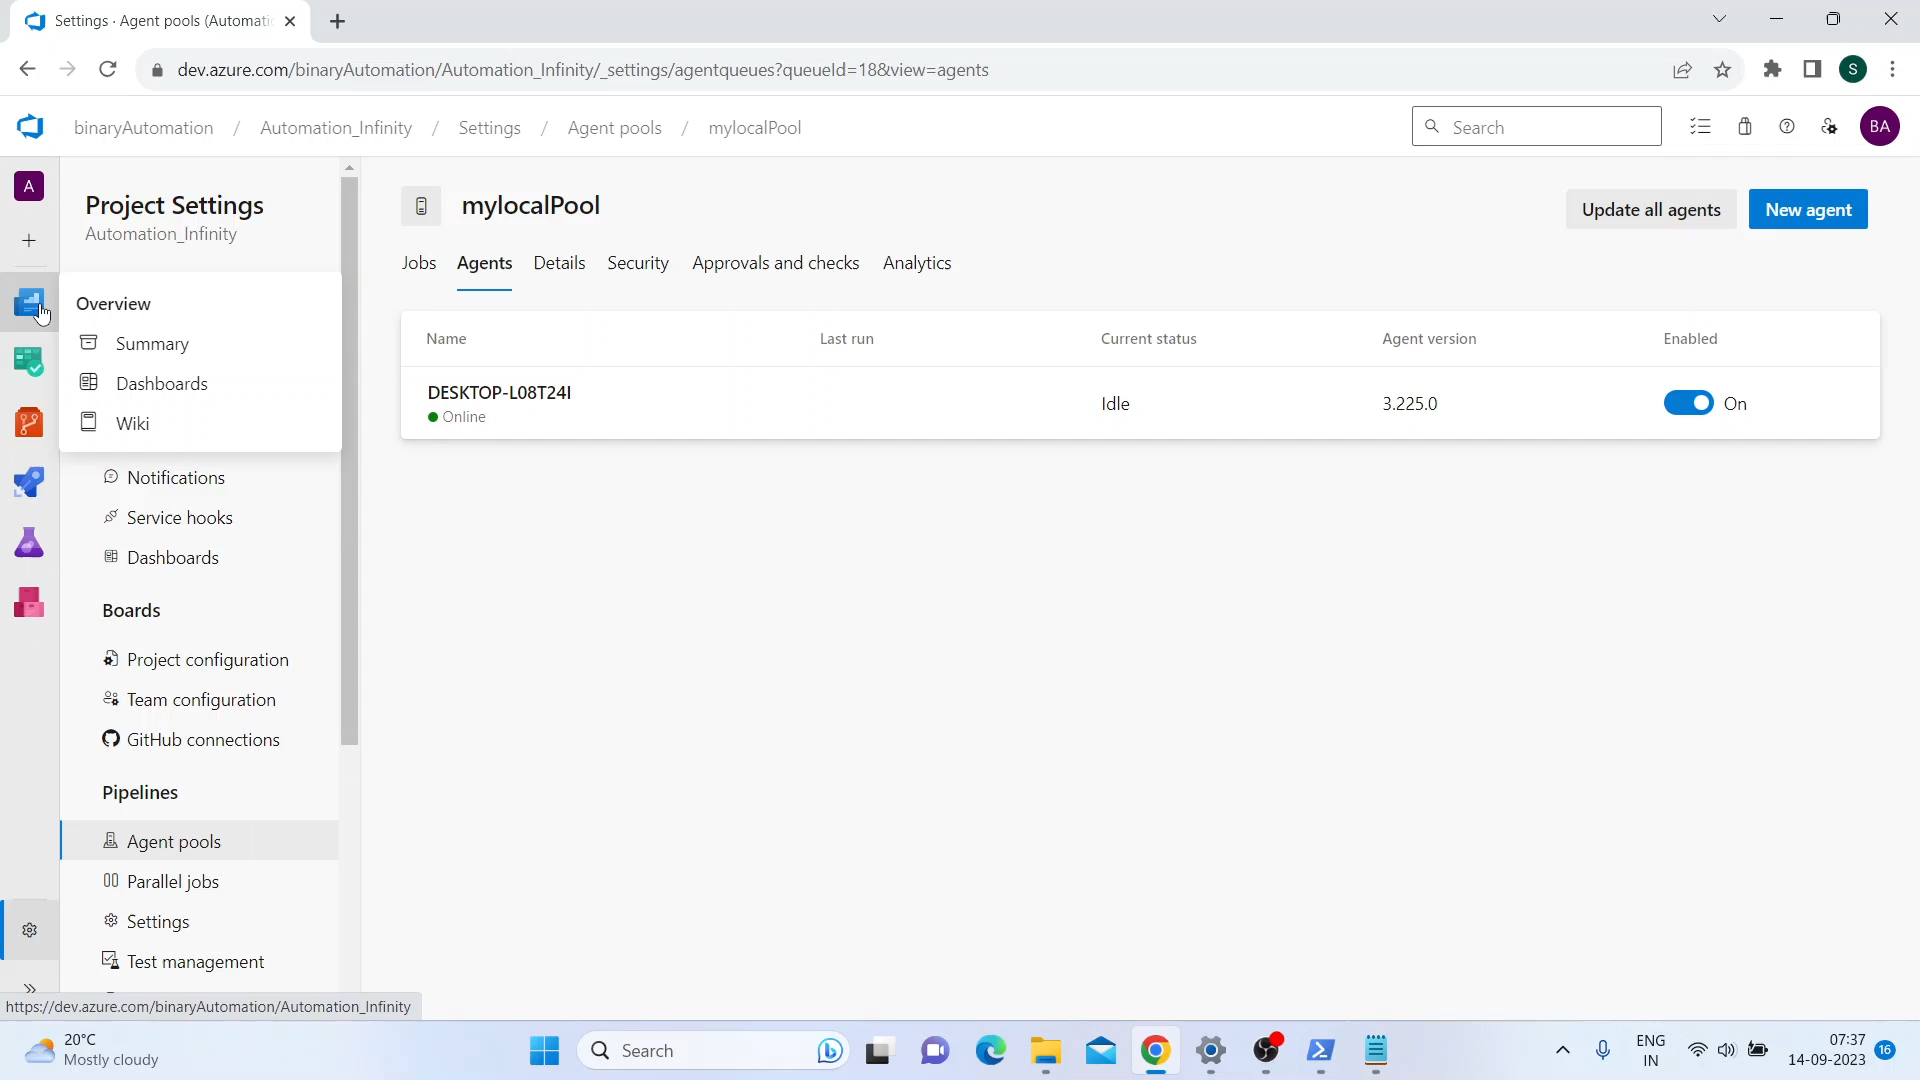 Settings · Agent pools (Automatic
dev.azure.com/binaryAutomation/Automation_Infinity/_settings/agentqueues?queueId=18&view=agents
S
binaryAutomation / Automation_Infinity / Settings / Agent pools / mylocalPool
Search
BA
A
Project Settings
Automation_Infinity
Overview
Summary
Dashboards
Wiki
Notifications
Service hooks
Dashboards
Boards
Project configuration
Team configuration
GitHub connections
Pipelines
Agent pools
Parallel jobs
Settings
Test management
mylocalPool
Update all agents
New agent
Jobs Agents Details Security Approvals and checks Analytics
Name Last run Current status Agent version Enabled
DESKTOP-L08T24I
Online
Idle
3.225.0
On
https://dev.azure.com/binaryAutomation/Automation_Infinity
20°C
Mostly cloudy
Search
ENG
IN
07:37
14-09-2023
16